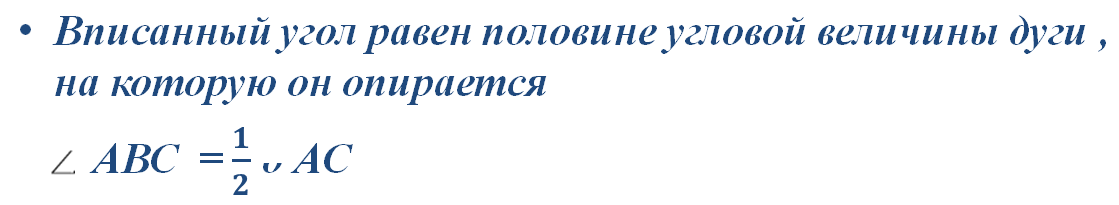 • Вписанный угол равен половине угловой величины дуги ,
на которую он опирается
∠ ABC = 1/2 ◡ AC